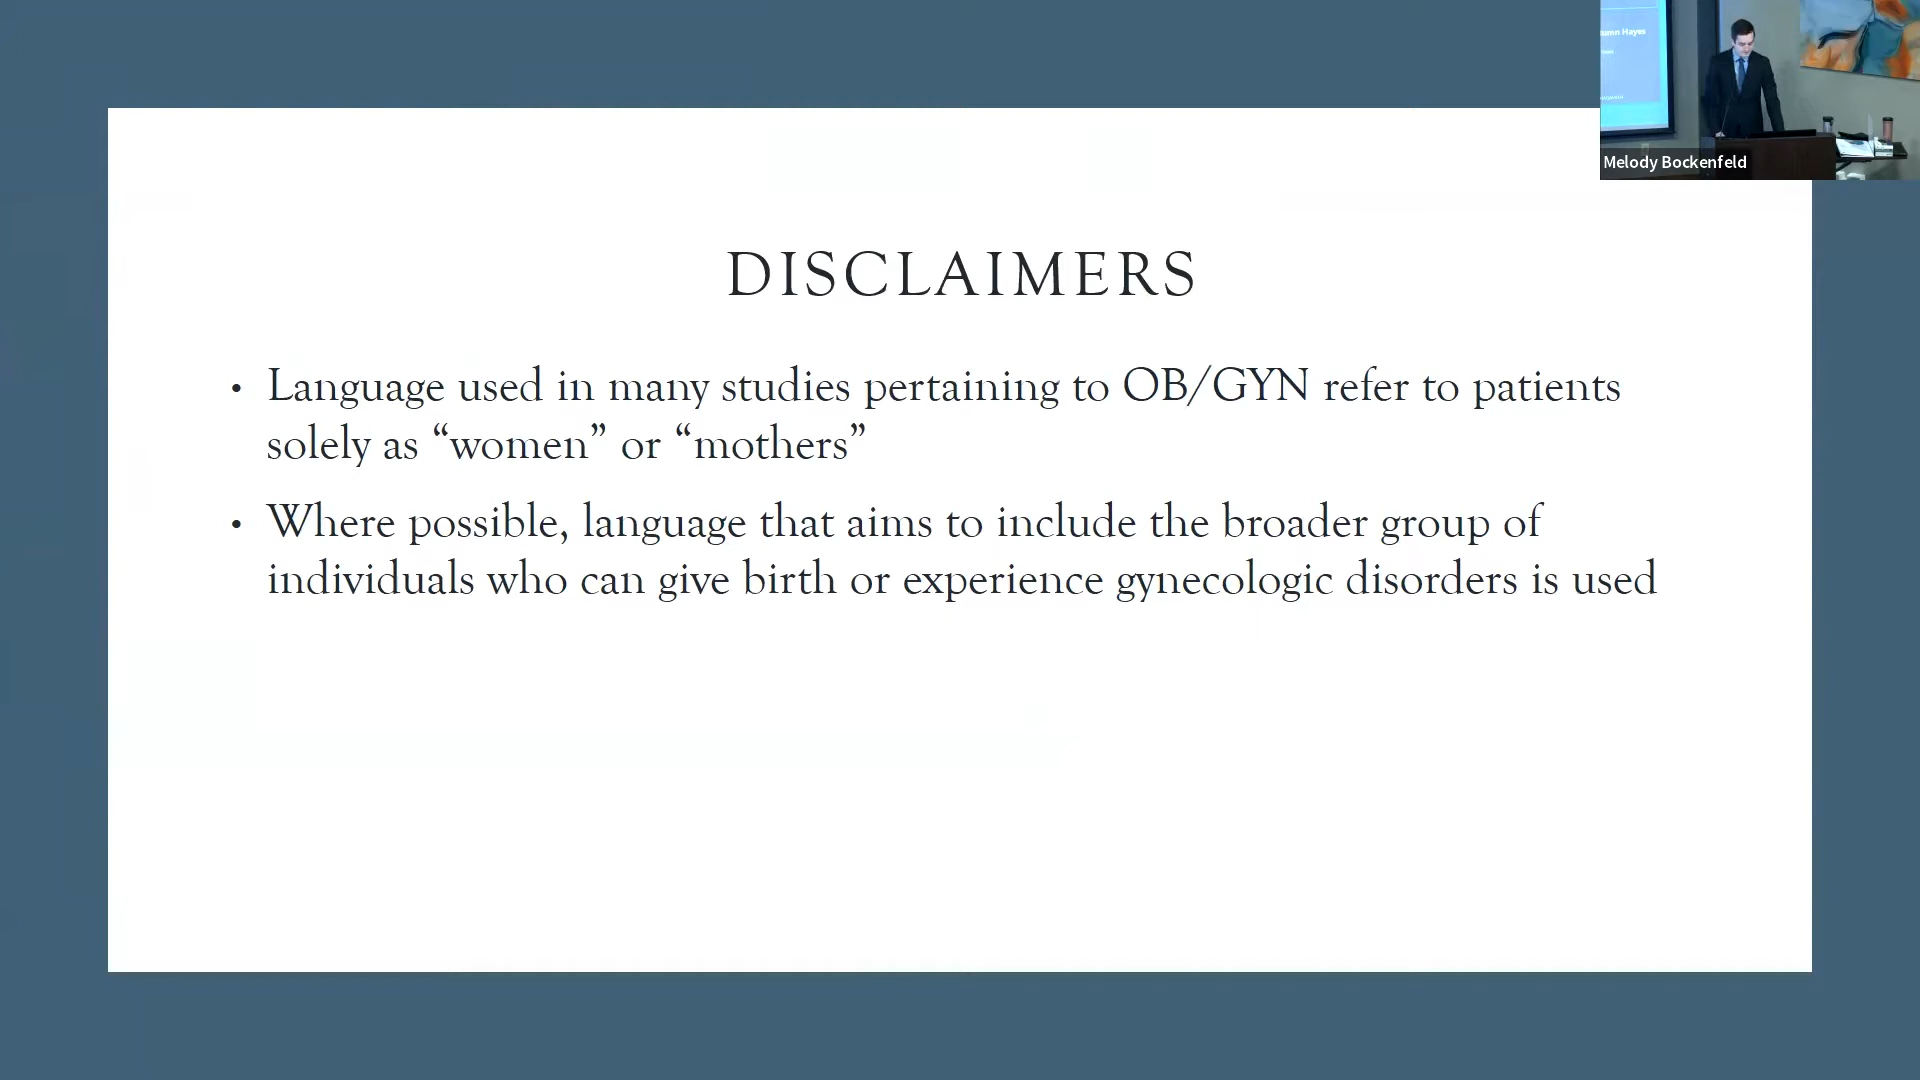 umn Hayes
Melody Bockenfeld
DISCLAIMERS
• Language used in many studies pertaining to OB/GYN refer to patients
solely as “women” or “mothers”
• Where possible, language that aims to include the broader group of
individuals who can give birth or experience gynecologic disorders is used